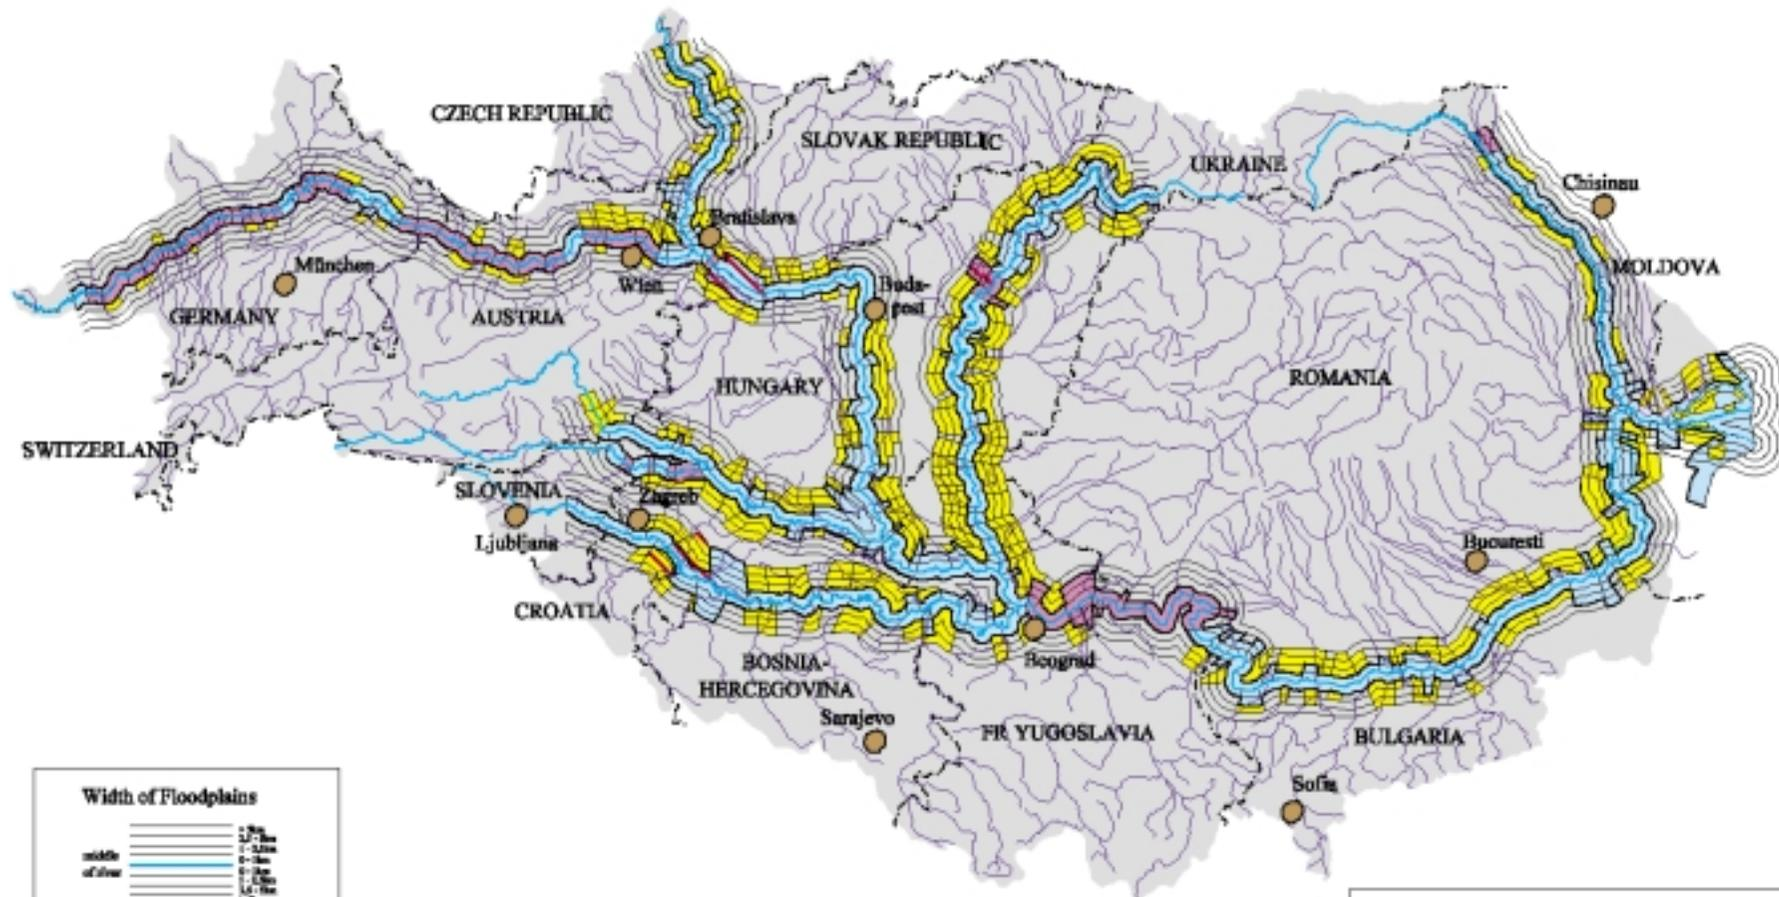 CZECH REPUBLIC
SLOVAK REPUBLIC
UKRAINE
Chisinau
Bratislava
München
Wien
Buda-
pest
MOLDOVA
GERMANY
AUSTRIA
HUNGARY
ROMANIA
SWITZERLAND
SLOVENIA
Zagreb
Ljubljana
Bucuresti
CROATIA
Beograd
BOSNIA-
HERCEGOVINA
Sarajevo
FR YUGOSLAVIA
BULGARIA
Sofia
Width of Floodplains
middle
of river